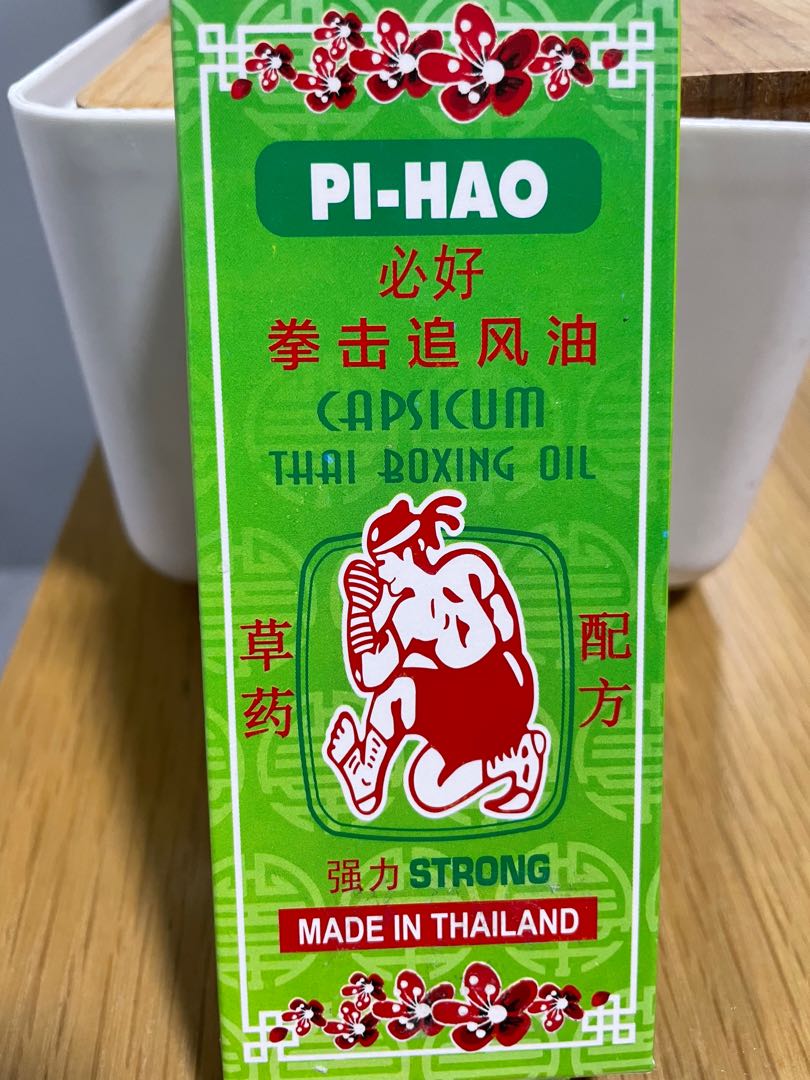 PI-HAO
必好
拳击追风油
CAPSICUM
THAI BOXING OIL
草药
配方
强力 STRONG
MADE IN THAILAND